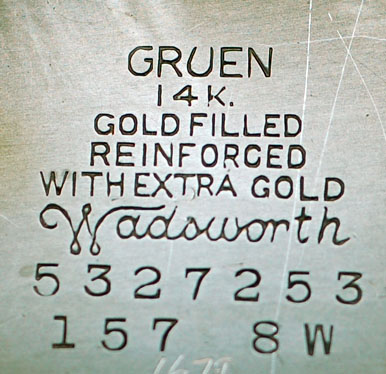 GRUEN
14K.
GOLD FILLED
REINFORCED
WITH EXTRA GOLD
Wadsworth
5327253
157 8W